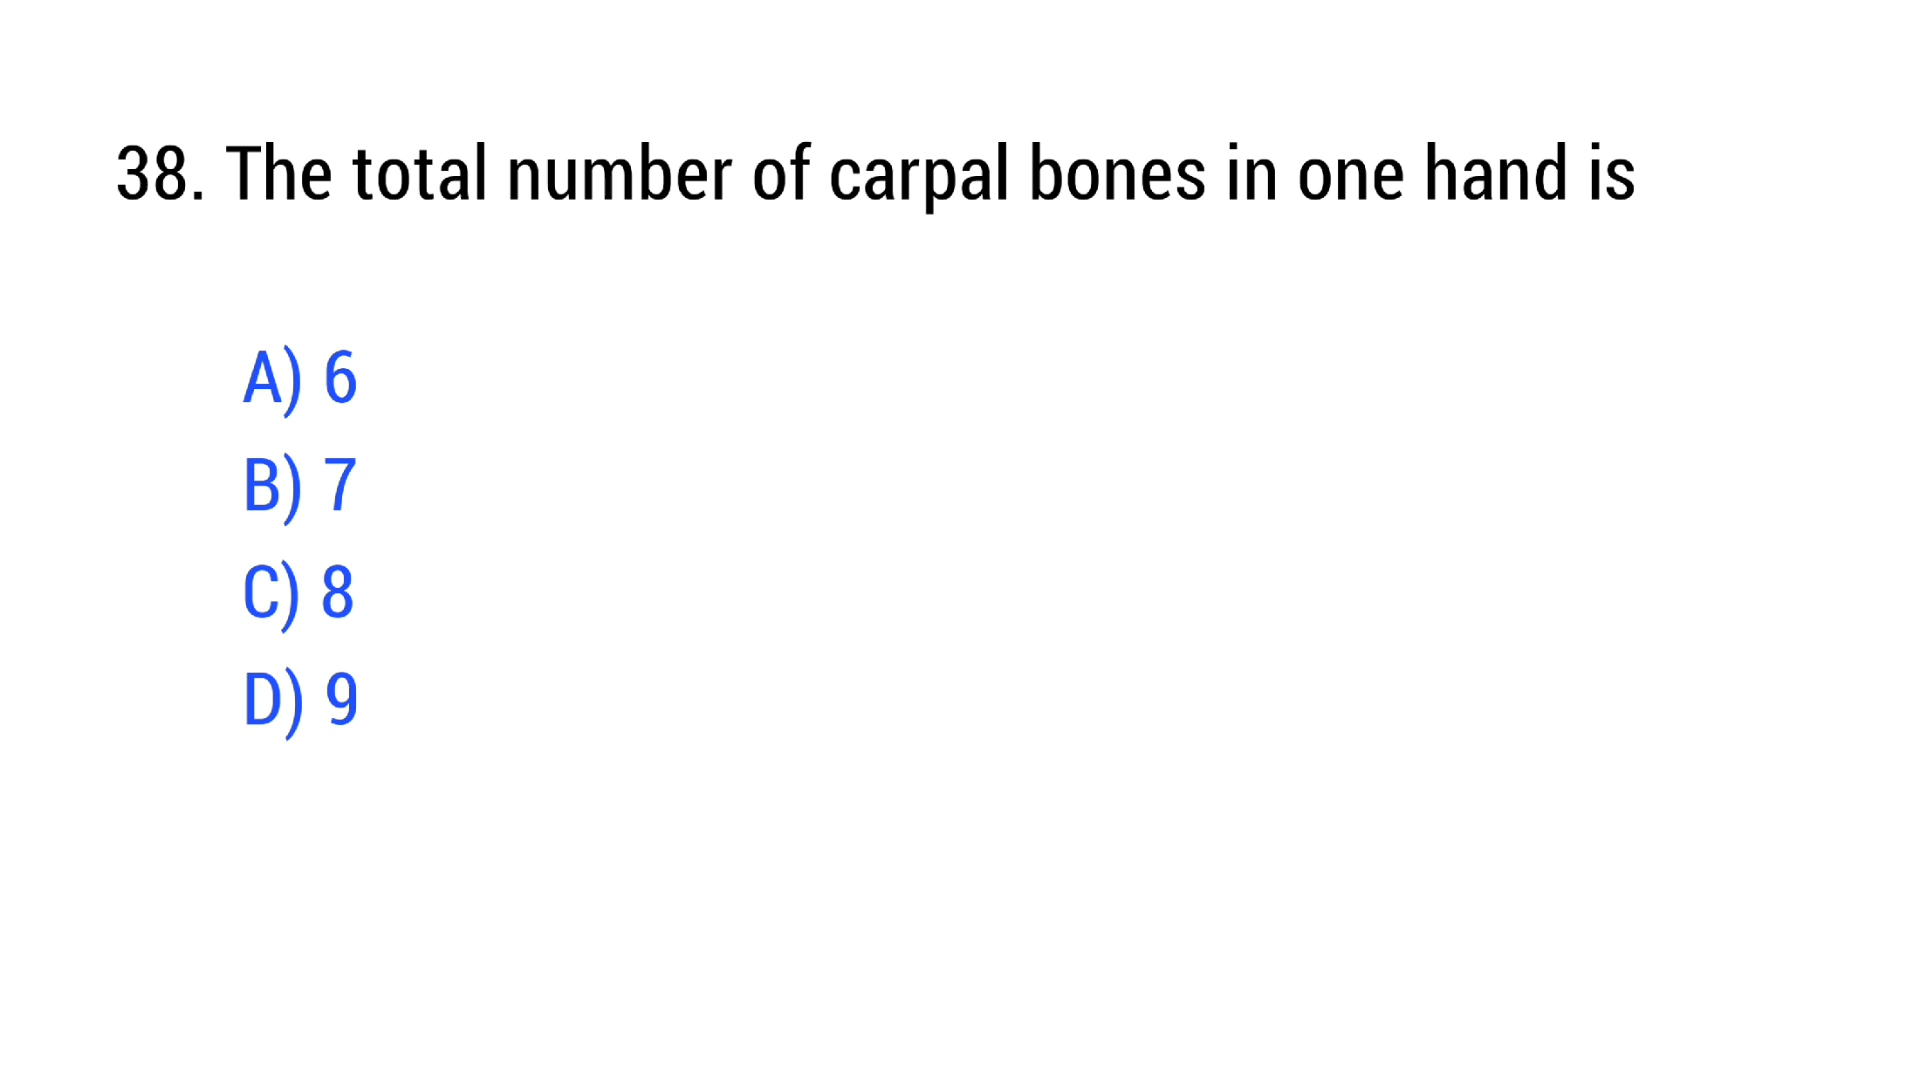 38. The total number of carpal bones in one hand is
A) 6
B) 7
C) 8
D) 9